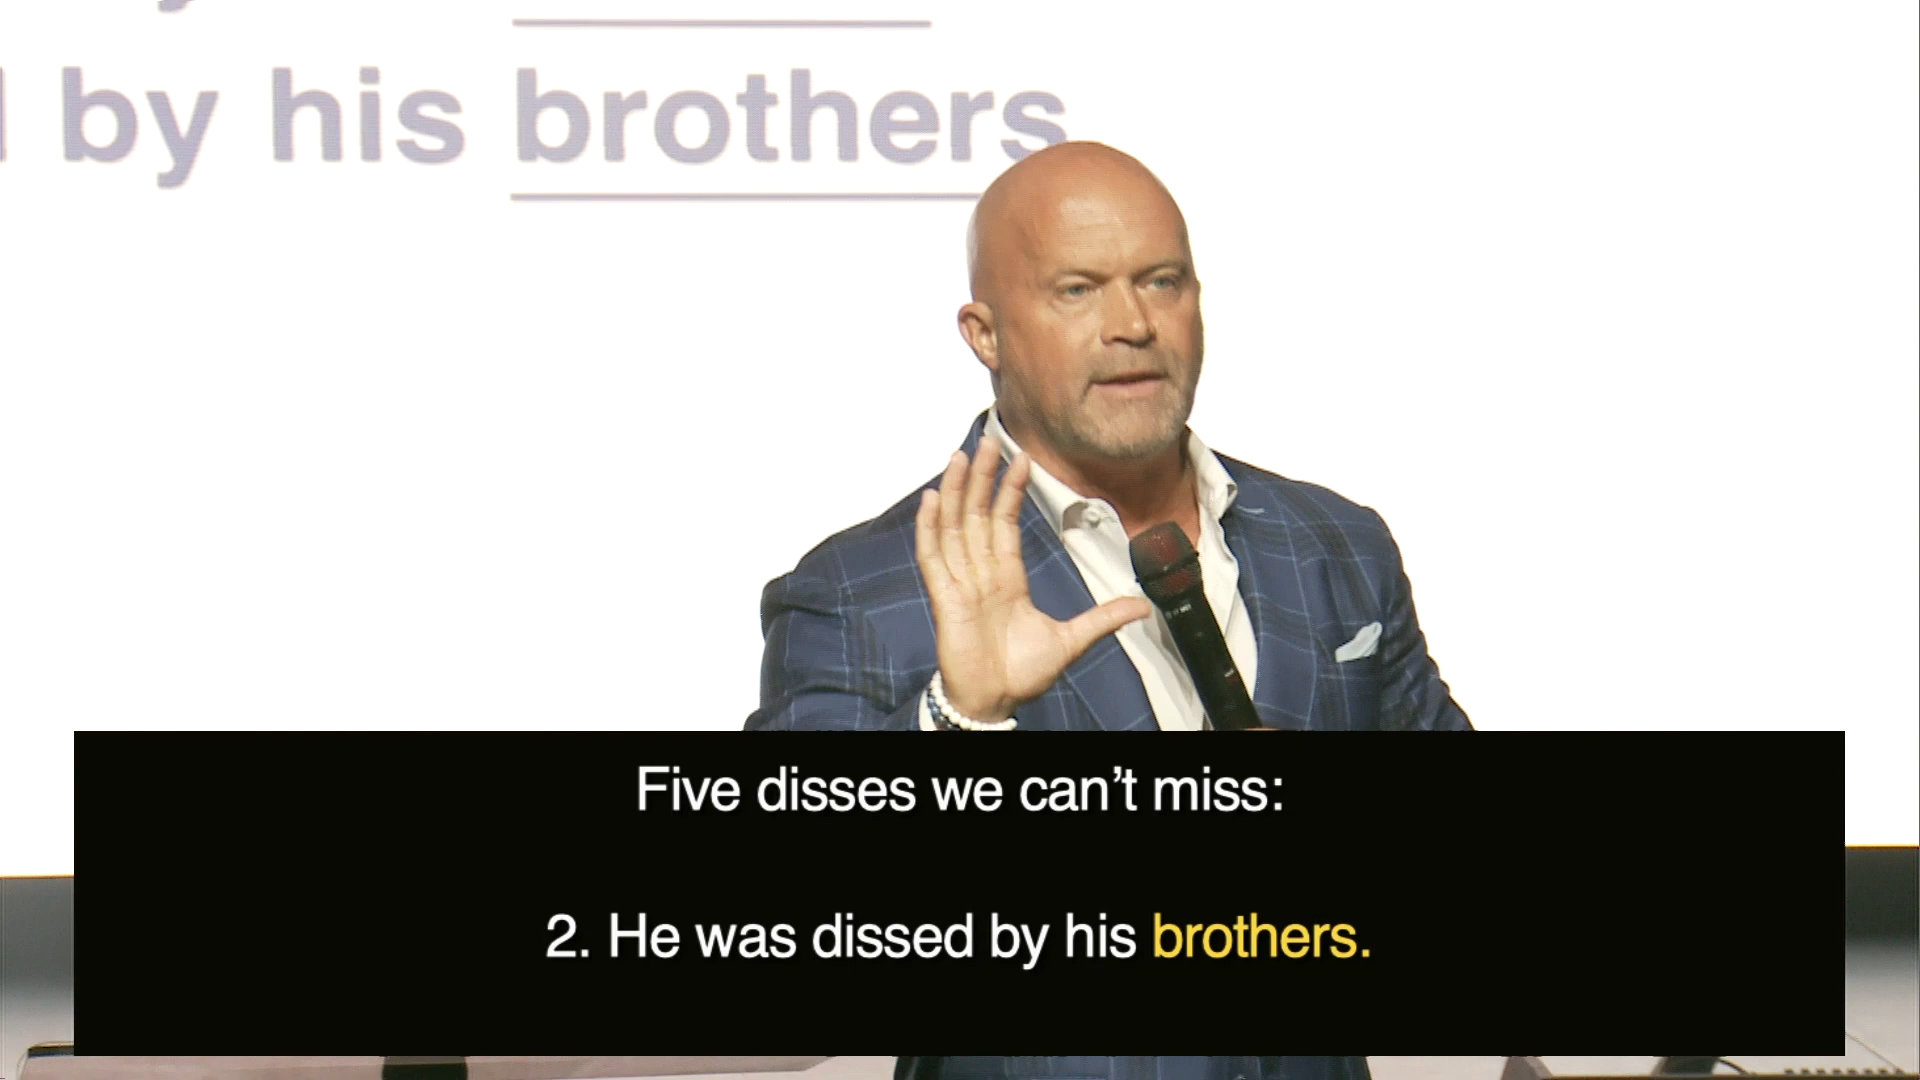 by his brothers
Five disses we can’t miss:
2. He was dissed by his brothers.